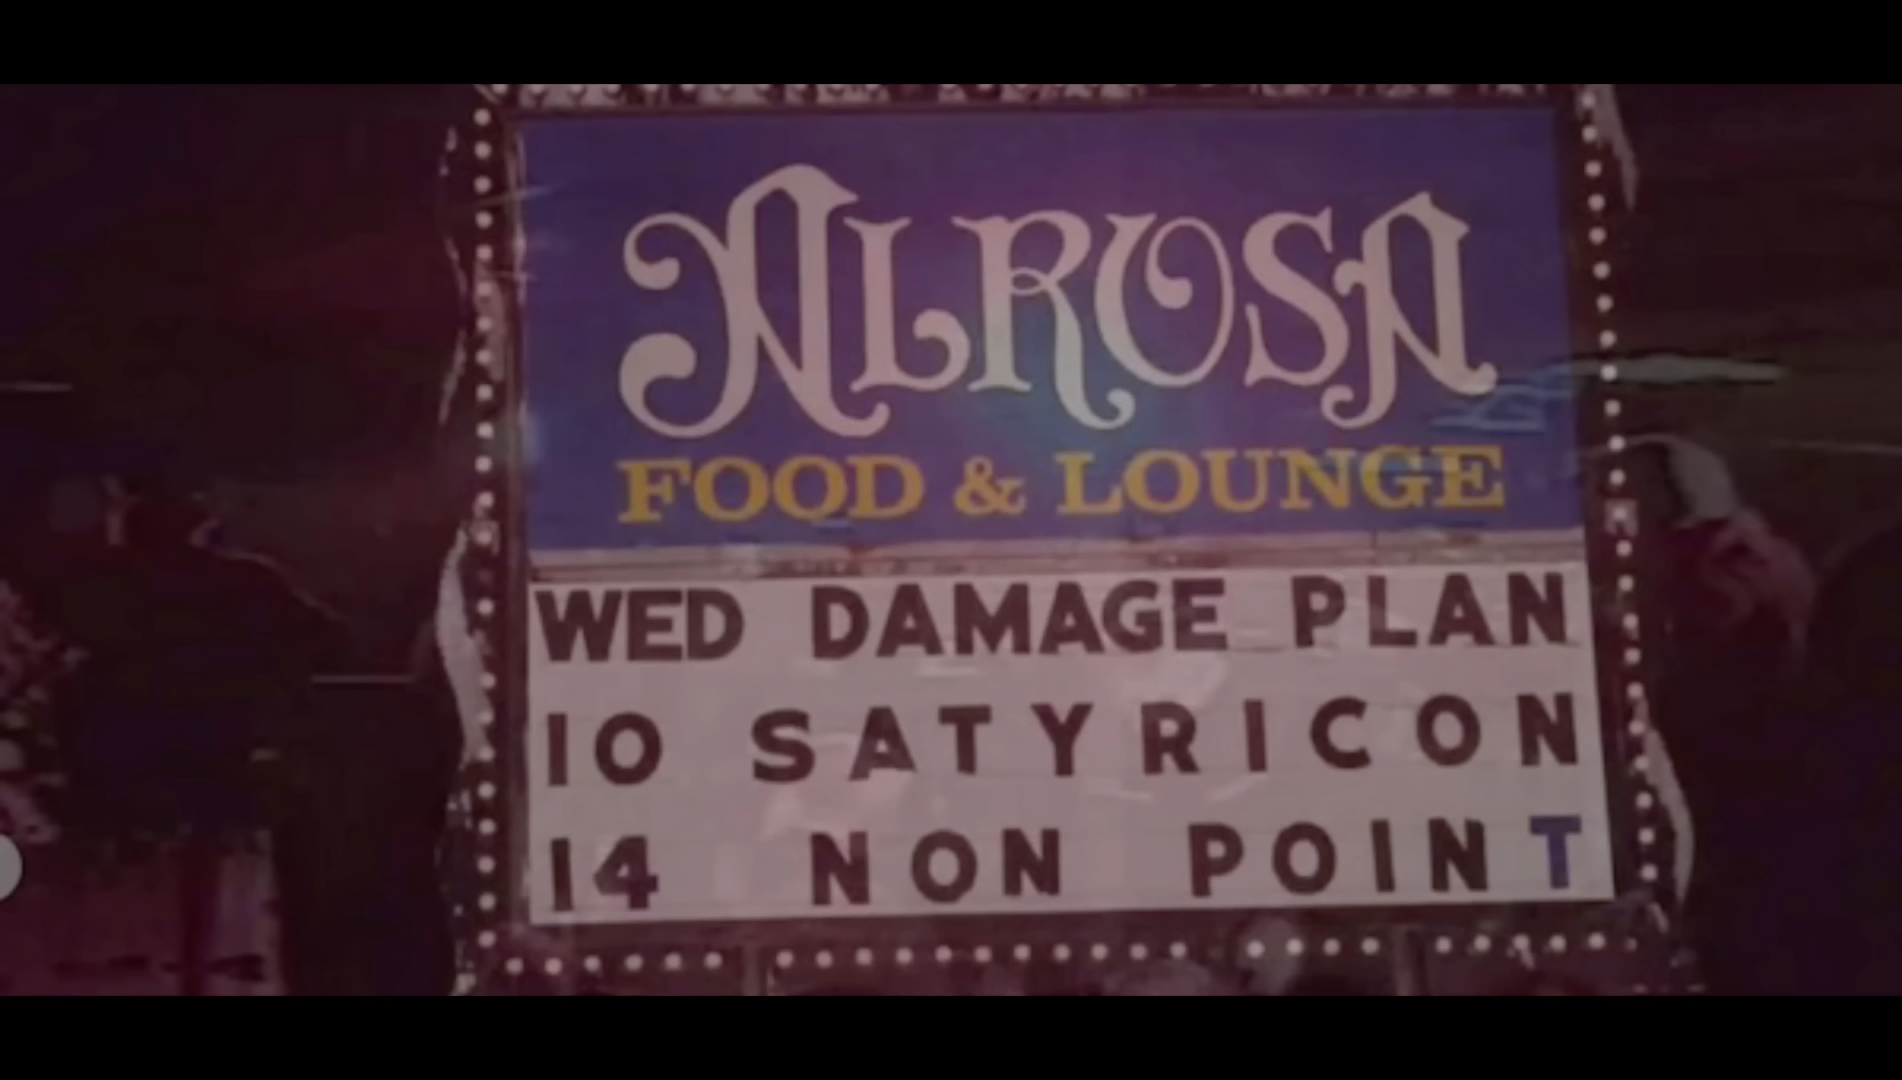 ALROSA
FOOD & LOUNGE
WED DAMAGE PLAN
10 SATYRICON
14 NON POINT